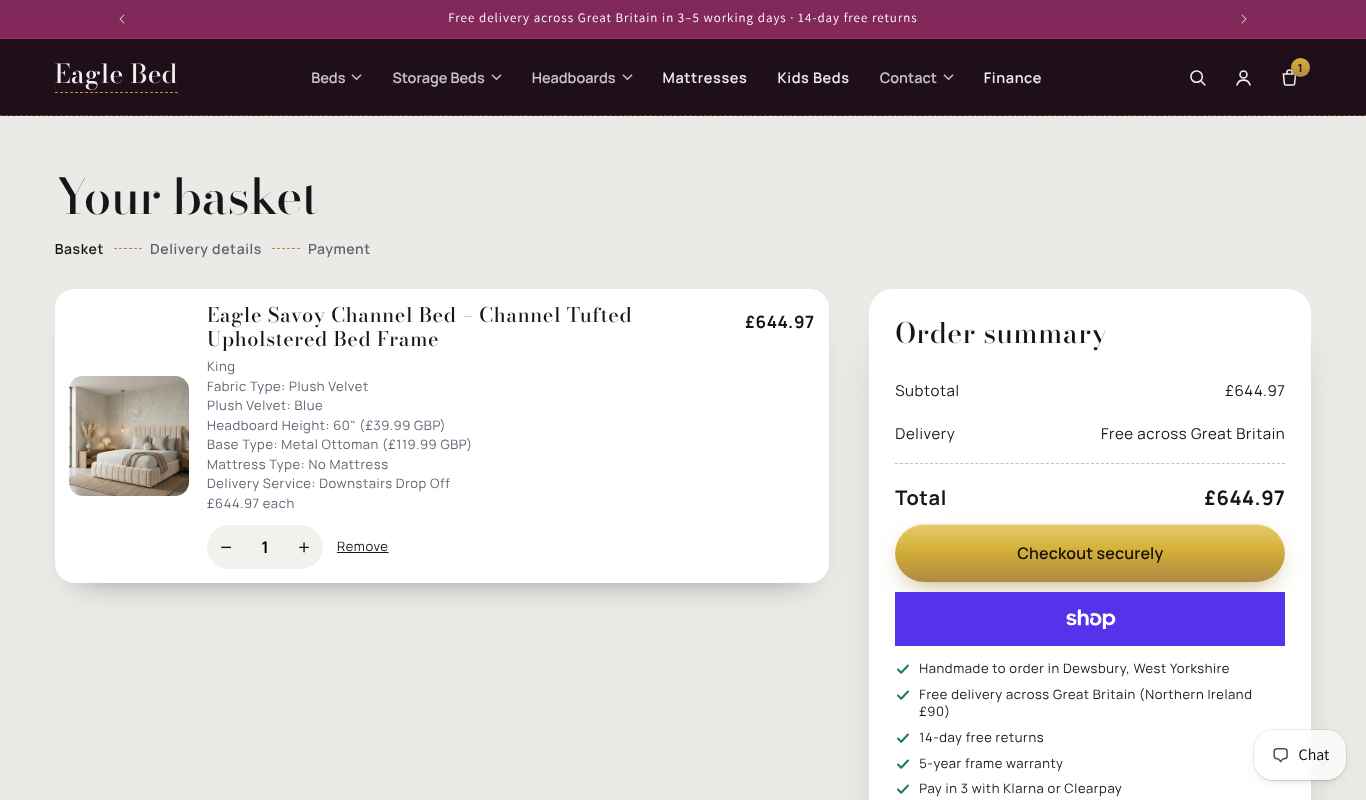 Free delivery across Great Britain in 3–5 working days · 14-day free returns
Eagle Bed
Beds
Storage Beds
Headboards
Mattresses
Kids Beds
Contact
Finance
1
Your basket
Basket
Delivery details
Payment
Eagle Savoy Channel Bed – Channel Tufted
Upholstered Bed Frame
£644.97
King
Fabric Type: Plush Velvet
Plush Velvet: Blue
Headboard Height: 60" (£39.99 GBP)
Base Type: Metal Ottoman (£119.99 GBP)
Mattress Type: No Mattress
Delivery Service: Downstairs Drop Off
£644.97 each
− 1 +
Remove
Order summary
Subtotal £644.97
Delivery Free across Great Britain
Total £644.97
Checkout securely
shop
Handmade to order in Dewsbury, West Yorkshire
Free delivery across Great Britain (Northern Ireland
£90)
14-day free returns
5-year frame warranty
Pay in 3 with Klarna or Clearpay
Chat